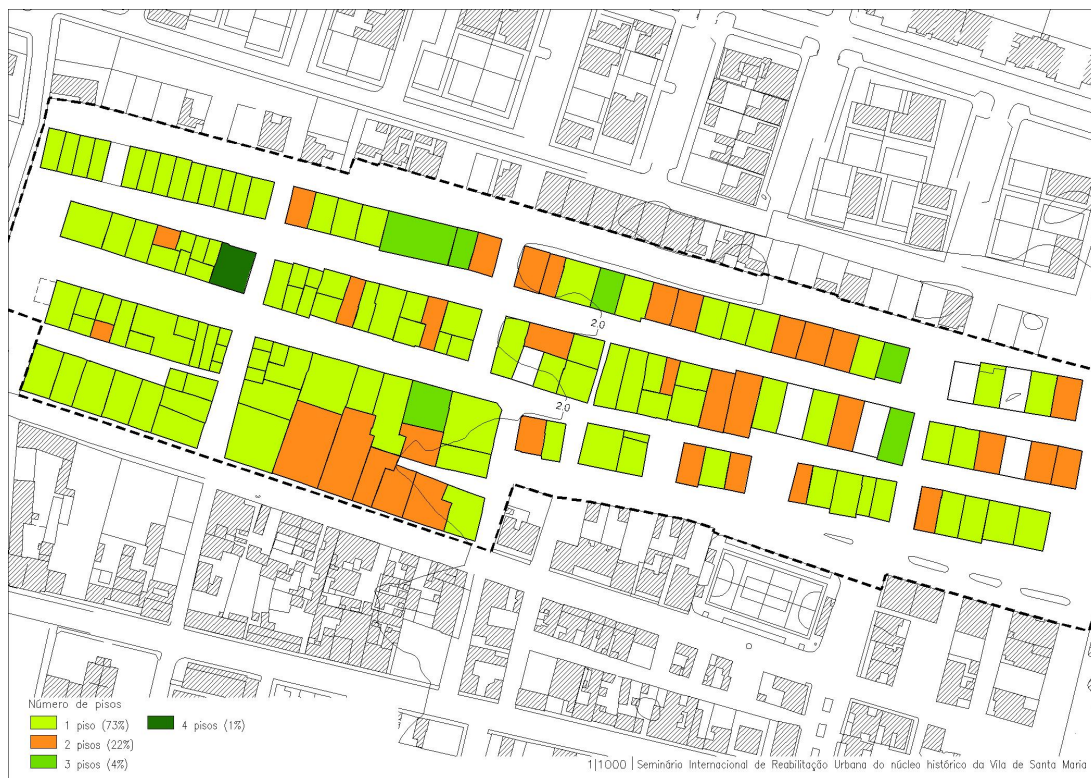 2.0
2.0
Número de pisos
1 piso (73%)
4 pisos (1%)
2 pisos (22%)
3 pisos (4%)
1|1000 | Seminário Internacional de Reabilitação Urbana do núcleo histórico da Vila de Santa Maria